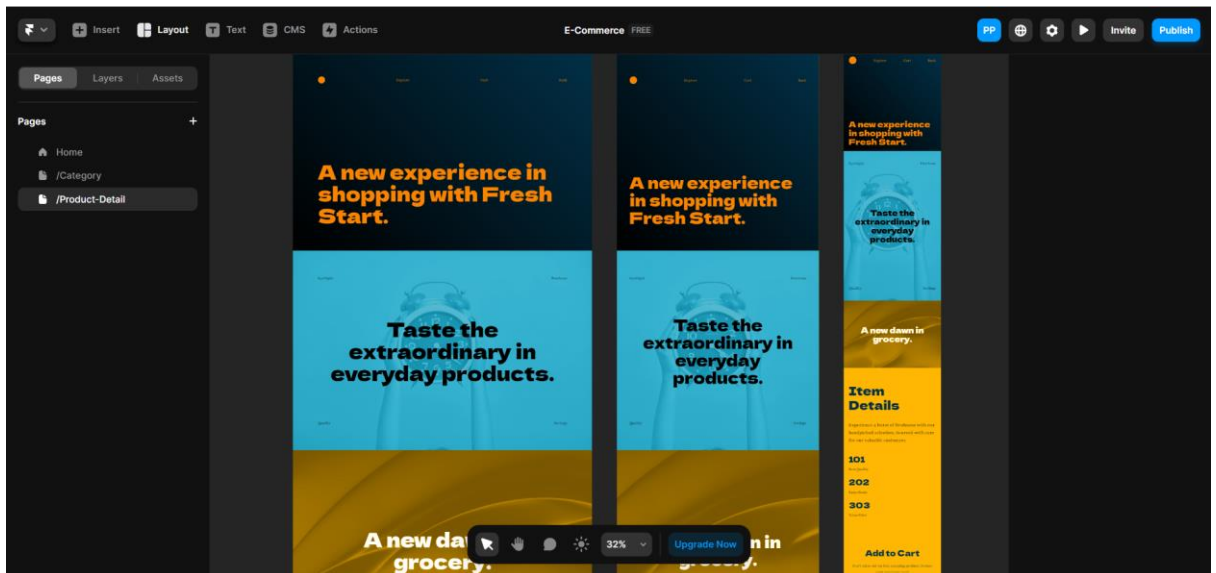 Insert
Layout
Text
CMS
Actions
E-Commerce FREE
PP
Invite
Publish
Pages
Layers
Assets
Pages
+
Home
/Category
/Product-Detail
A new experience in
shopping with Fresh
Start.
Taste the
extraordinary in
everyday products.
A new da
grocery.
A new experience
in shopping with
Fresh Start.
Taste the
extraordinary in
everyday
products.
n in
A new experience
in shopping with
Fresh Start.
Taste the
extraordinary in
everyday
products.
A new dawn in
grocery.
Item
Details
101
202
303
Add to Cart
32%
Upgrade Now